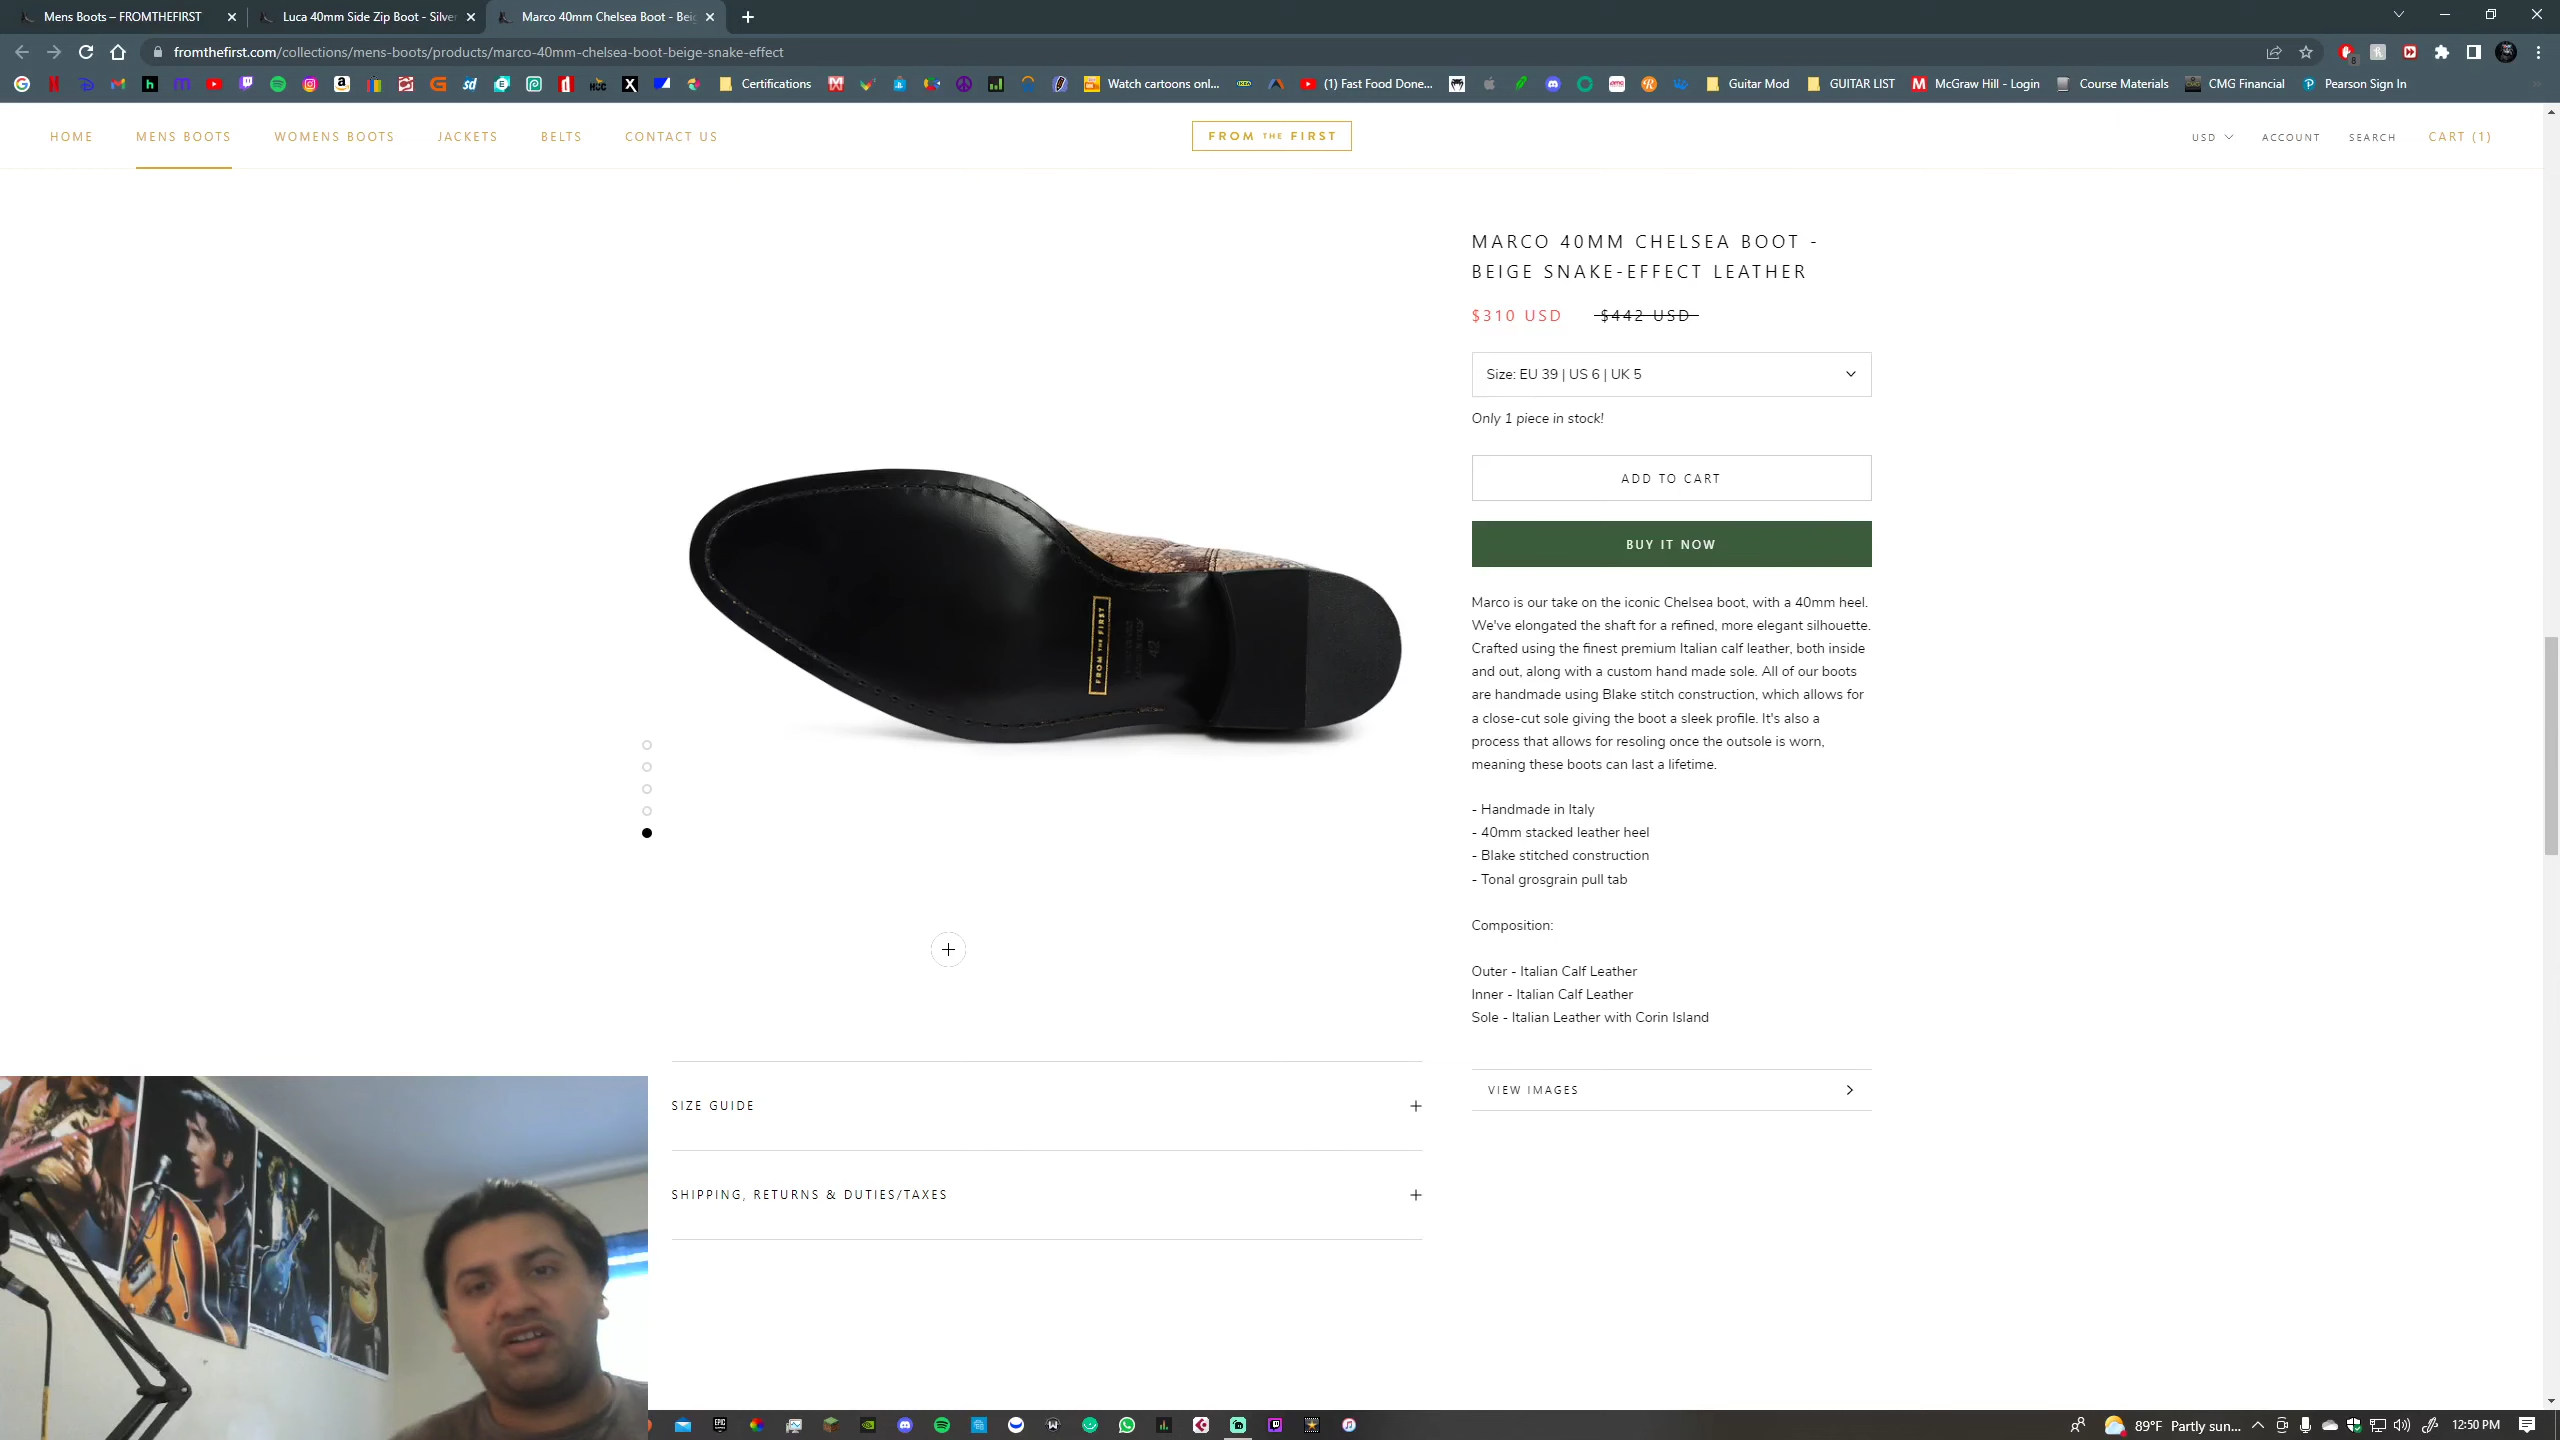 Mens Boots – FROMTHEFIRST
Luca 40mm Side Zip Boot - Silver
Marco 40mm Chelsea Boot - Bei
fromthefirst.com/collections/mens-boots/products/marco-40mm-chelsea-boot-beige-snake-effect
Certifications
Watch cartoons onl...
(1) Fast Food Done...
Guitar Mod
GUITAR LIST
McGraw Hill - Login
Course Materials
CMG Financial
Pearson Sign In
HOME
MENS BOOTS
WOMENS BOOTS
JACKETS
BELTS
CONTACT US
FROM THE FIRST
USD
ACCOUNT
SEARCH
CART (1)
MARCO 40MM CHELSEA BOOT -
BEIGE SNAKE-EFFECT LEATHER
$310 USD $442 USD
Size: EU 39 | US 6 | UK 5
Only 1 piece in stock!
ADD TO CART
BUY IT NOW
Marco is our take on the iconic Chelsea boot, with a 40mm heel.
We've elongated the shaft for a refined, more elegant silhouette.
Crafted using the finest premium Italian calf leather, both inside
and out, along with a custom hand made sole. All of our boots
are handmade using Blake stitch construction, which allows for
a close-cut sole giving the boot a sleek profile. It's also a
process that allows for resoling once the outsole is worn,
meaning these boots can last a lifetime.
- Handmade in Italy
- 40mm stacked leather heel
- Blake stitched construction
- Tonal grosgrain pull tab
Composition:
Outer - Italian Calf Leather
Inner - Italian Calf Leather
Sole - Italian Leather with Corin Island
VIEW IMAGES
FROM THE FIRST
42
SIZE GUIDE
SHIPPING, RETURNS & DUTIES/TAXES
89°F Partly sun...
12:50 PM